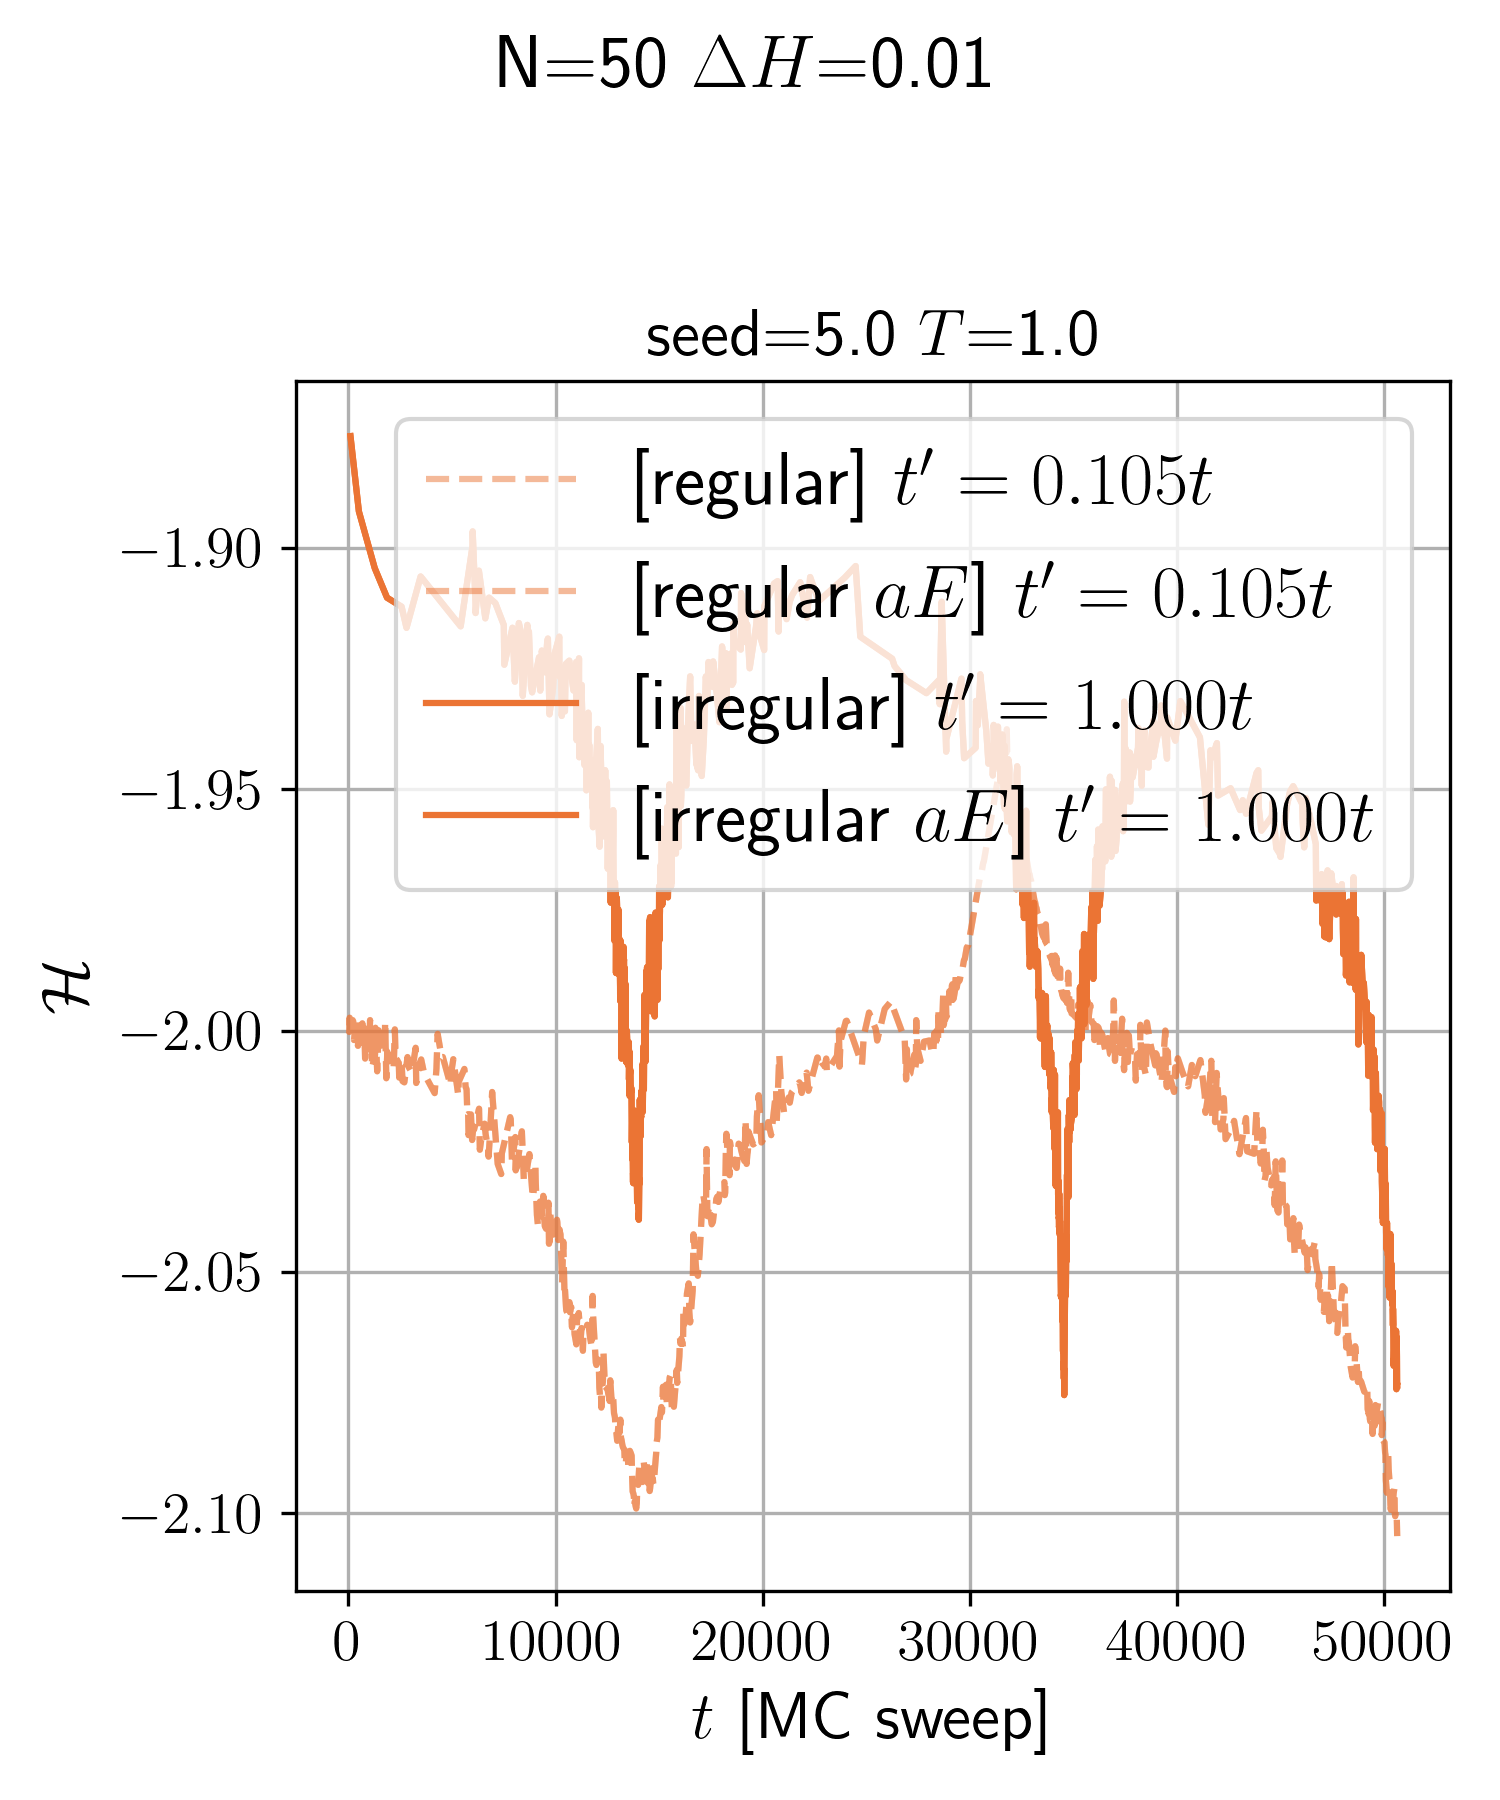 N=50 ΔH=0.01
seed=5.0 T=1.0
[regular] t′ = 0.105t
[regular aE] t′ = 0.105t
[irregular] t′ = 1.000t
[irregular aE] t′ = 1.000t
−1.90
−1.95
−2.00
−2.05
−2.10
ℋ
0 10000 20000 30000 40000 50000
t [MC sweep]